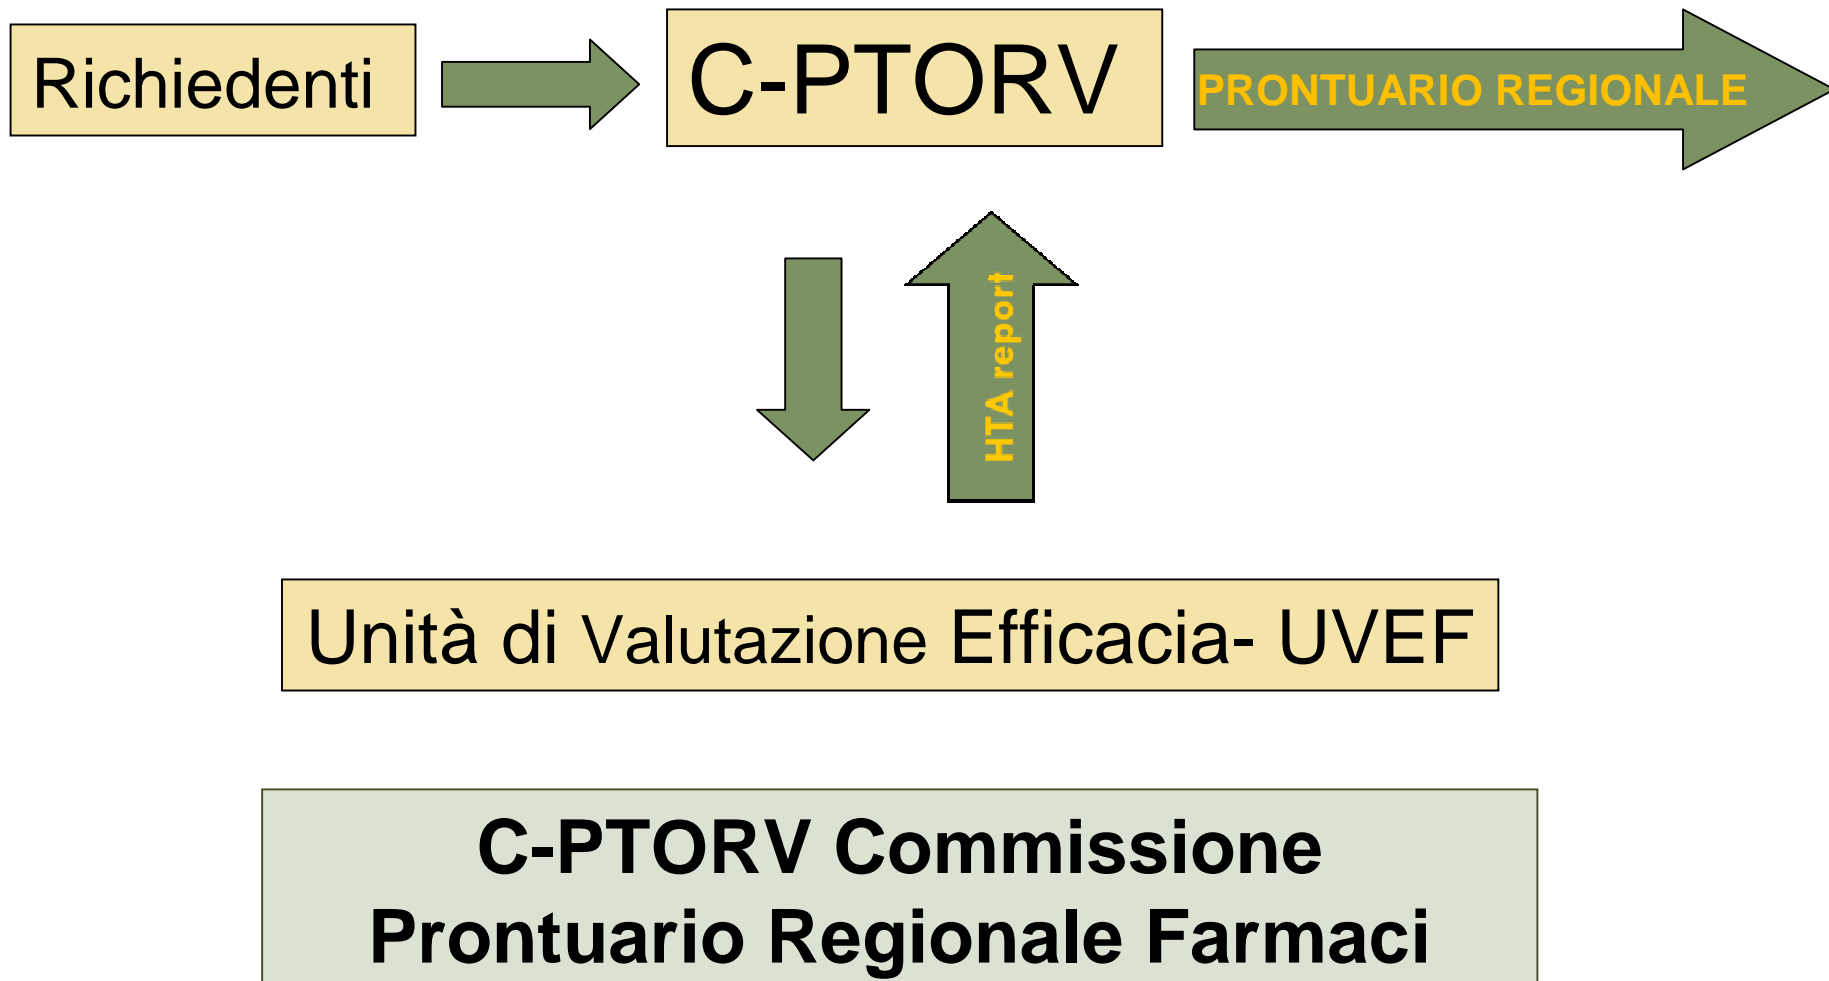 Richiedenti
C-PTORV
PRONTUARIO REGIONALE
HTA report
Unità di Valutazione Efficacia- UVEF
C-PTORV Commissione
Prontuario Regionale Farmaci